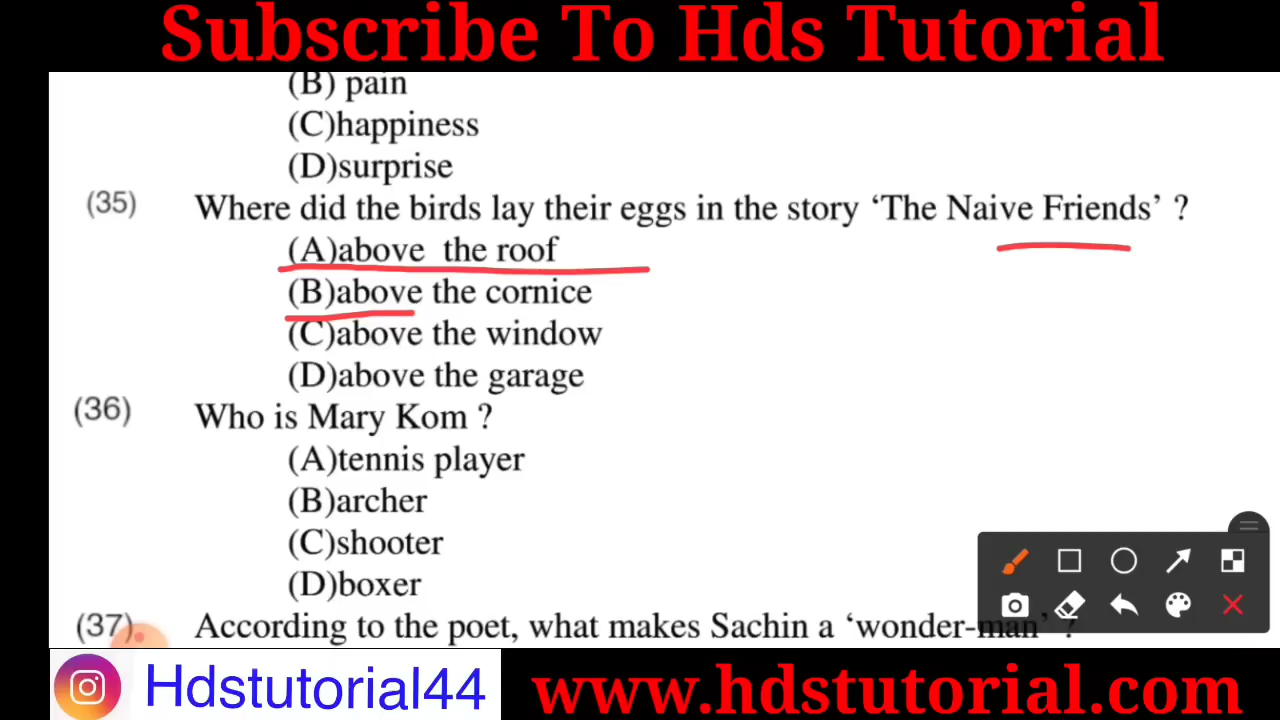 Subscribe To Hds Tutorial
(B) pain
(C)happiness
(D)surprise
(35) Where did the birds lay their eggs in the story ‘The Naive Friends’ ?
(A)above the roof
(B)above the cornice
(C)above the window
(D)above the garage
(36) Who is Mary Kom ?
(A)tennis player
(B)archer
(C)shooter
(D)boxer
(37) According to the poet, what makes Sachin a ‘wonder-man’ ?
Hdstutorial44 www.hdstutorial.com